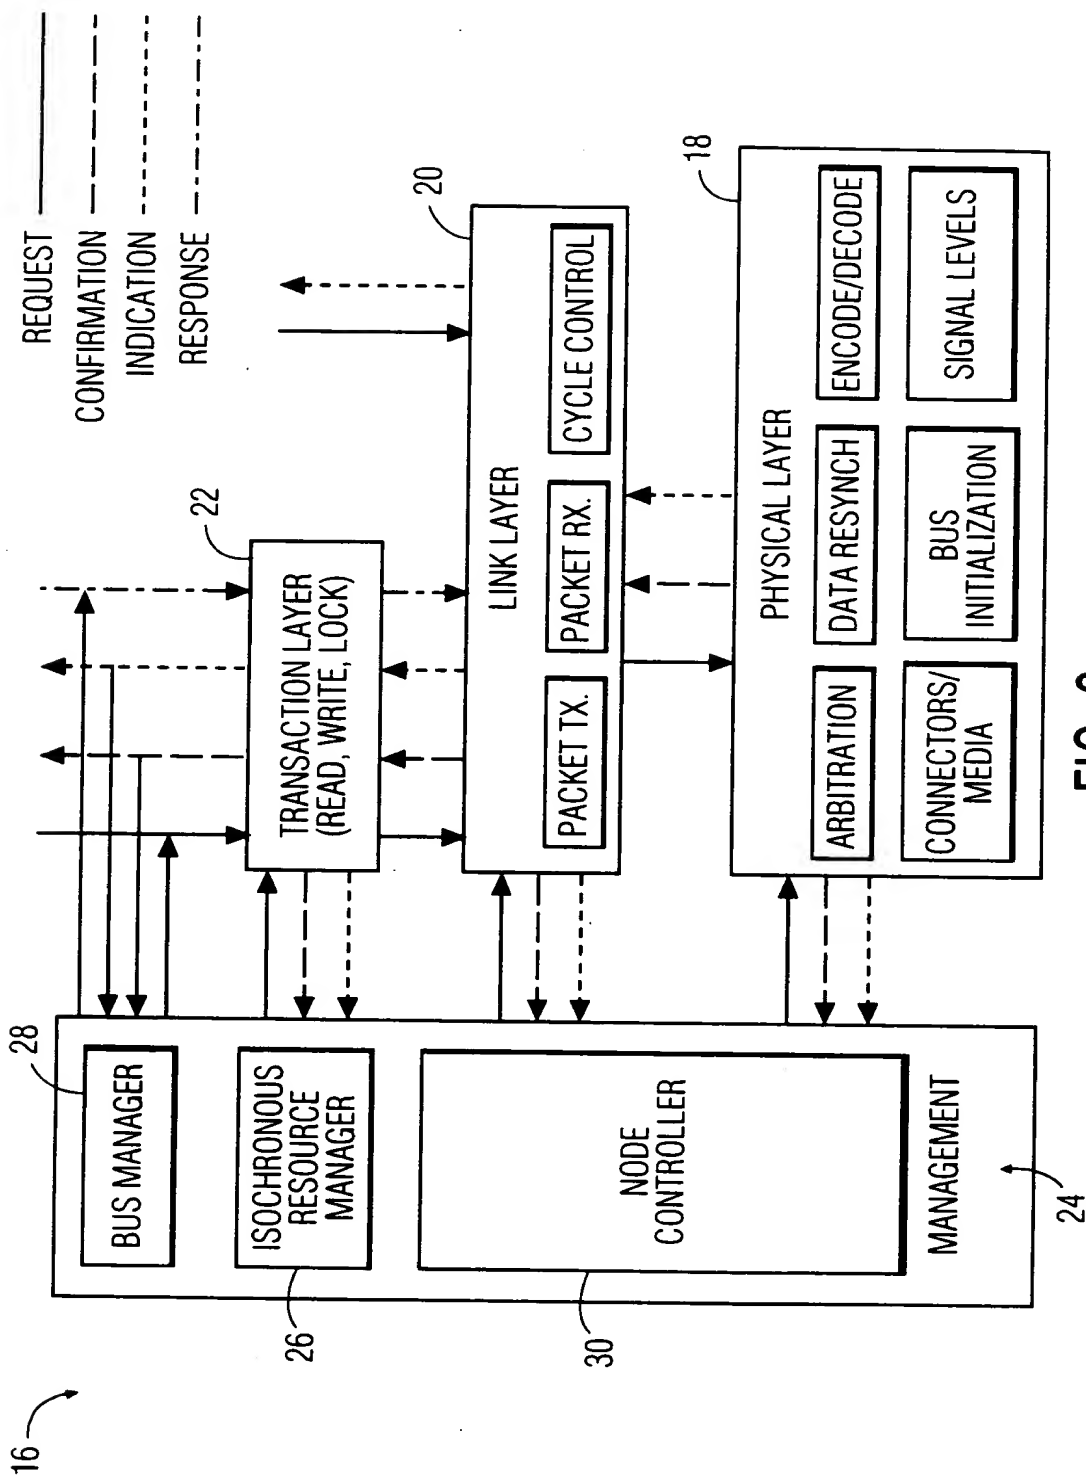 16
REQUEST
CONFIRMATION
INDICATION
RESPONSE
28
BUS MANAGER
26
ISOCHRONOUS
RESOURCE
MANAGER
30
NODE
CONTROLLER
MANAGEMENT
24
22
TRANSACTION LAYER
(READ, WRITE, LOCK)
20
LINK LAYER
PACKET TX.
PACKET RX.
CYCLE CONTROL
18
PHYSICAL LAYER
ARBITRATION
DATA RESYNCH
ENCODE/DECODE
CONNECTORS/
MEDIA
BUS
INITIALIZATION
SIGNAL LEVELS